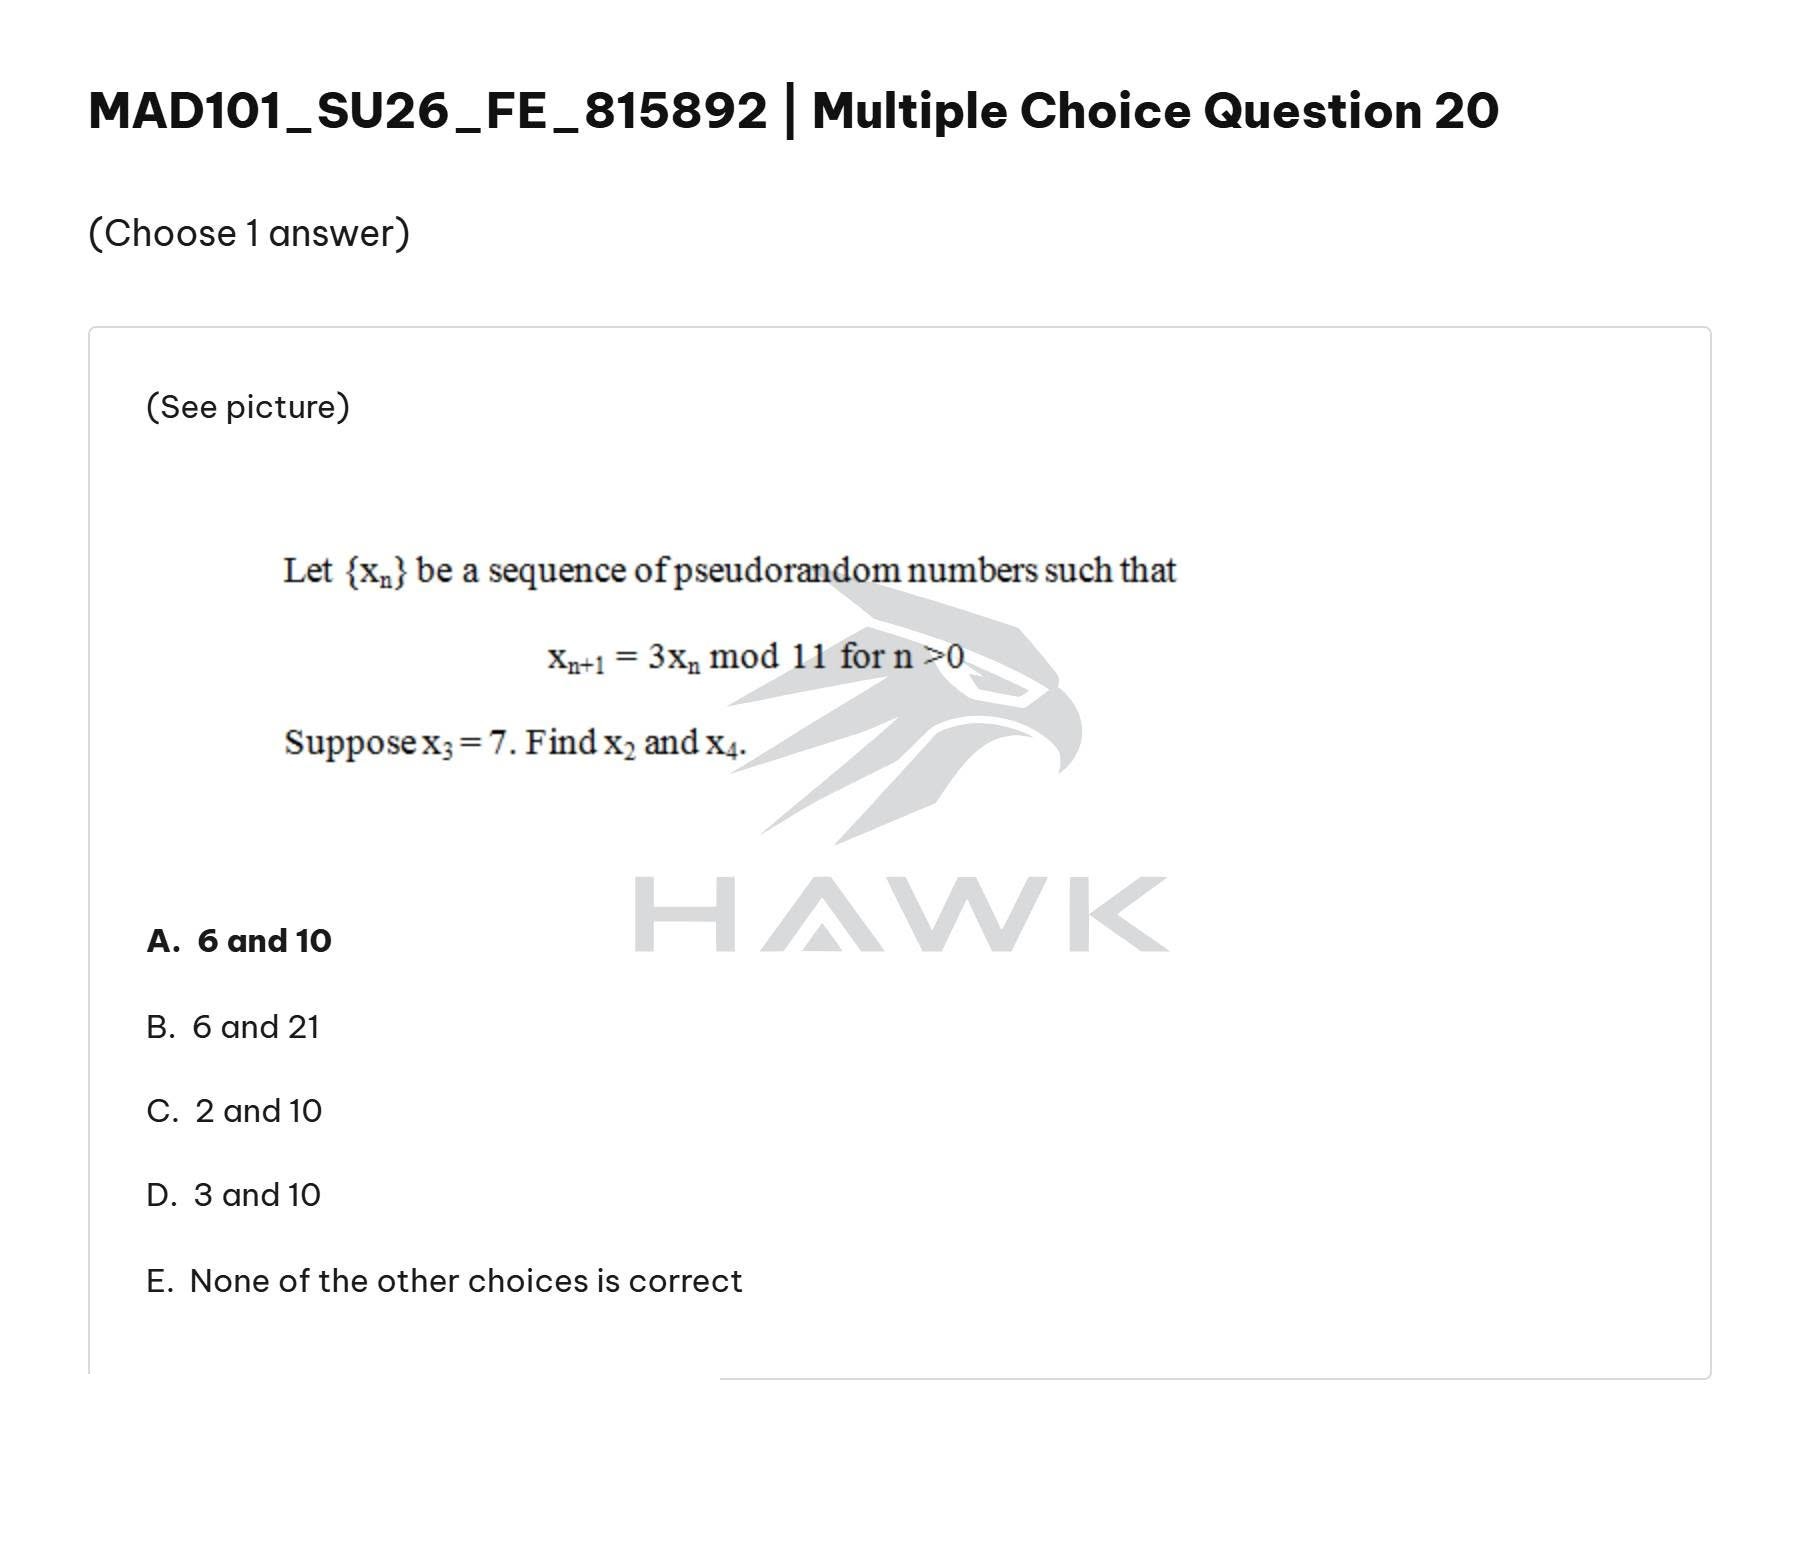 MAD101_SU26_FE_815892 | Multiple Choice Question 20
(Choose 1 answer)
(See picture)
Let {xₙ} be a sequence of pseudorandom numbers such that
xₙ₊₁ = 3xₙ mod 11 for n >0
Suppose x₃ = 7. Find x₂ and x₄.
HAWK
A. 6 and 10
B. 6 and 21
C. 2 and 10
D. 3 and 10
E. None of the other choices is correct